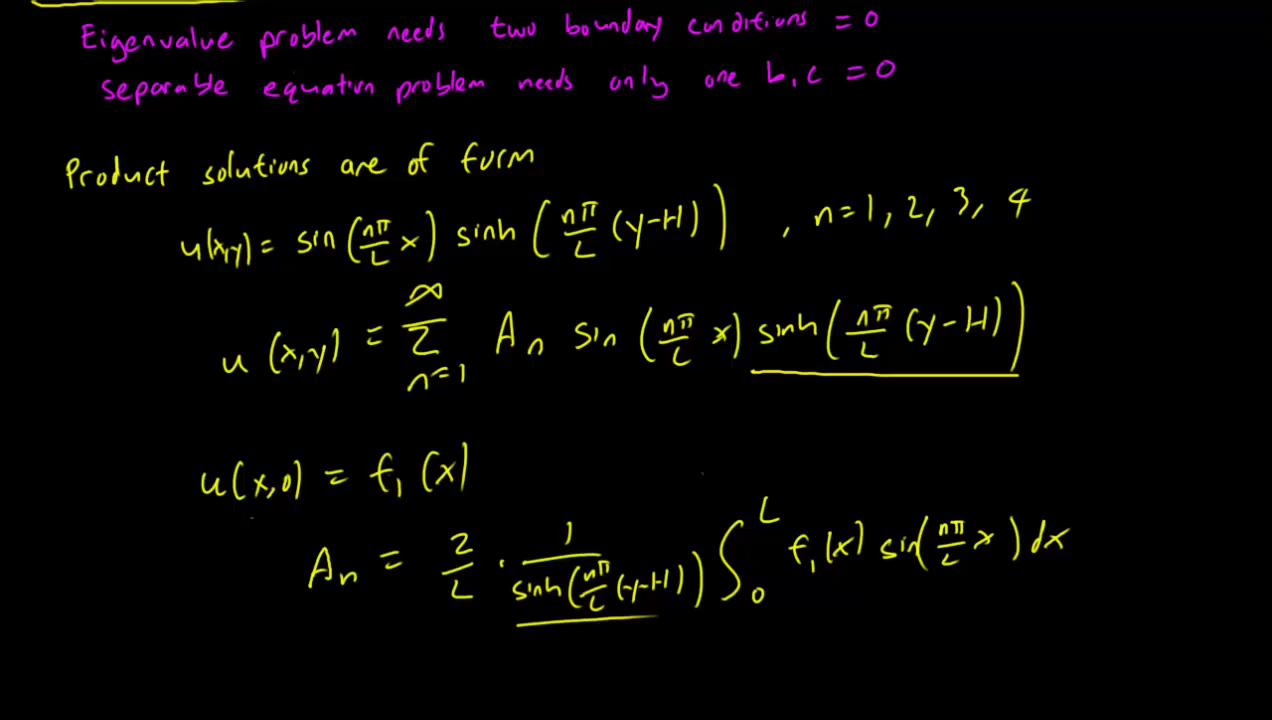 Eigenvalue problem needs two boundary conditions = 0
separable equation problem needs only one b,c = 0
Product solutions are of form
u(x,y) = sin(nπ/L x) sinh(nπ/L (y-H)) , n=1, 2, 3, 4
u(x,y) = ∑_{n=1}^{∞} A_n sin(nπ/L x) sinh(nπ/L (y-H))
u(x,0) = f_1(x)
A_n = 2/L · 1/sinh(nπ/L (y-H)) ∫_0^L f_1(x) sin(nπ/L x) dx